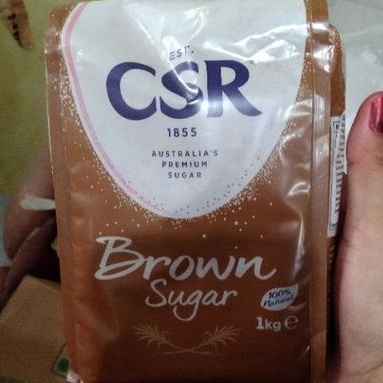 EST.
CSR
1855
AUSTRALIA'S
PREMIUM
SUGAR
Brown
Sugar
100%
Natural
1kg e